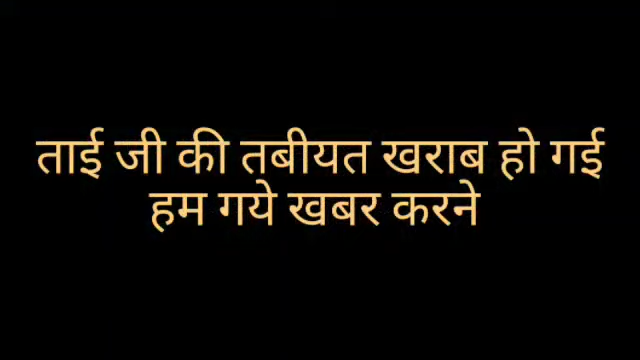 ताई जी की तबीयत खराब हो गई
हम गये खबर करने